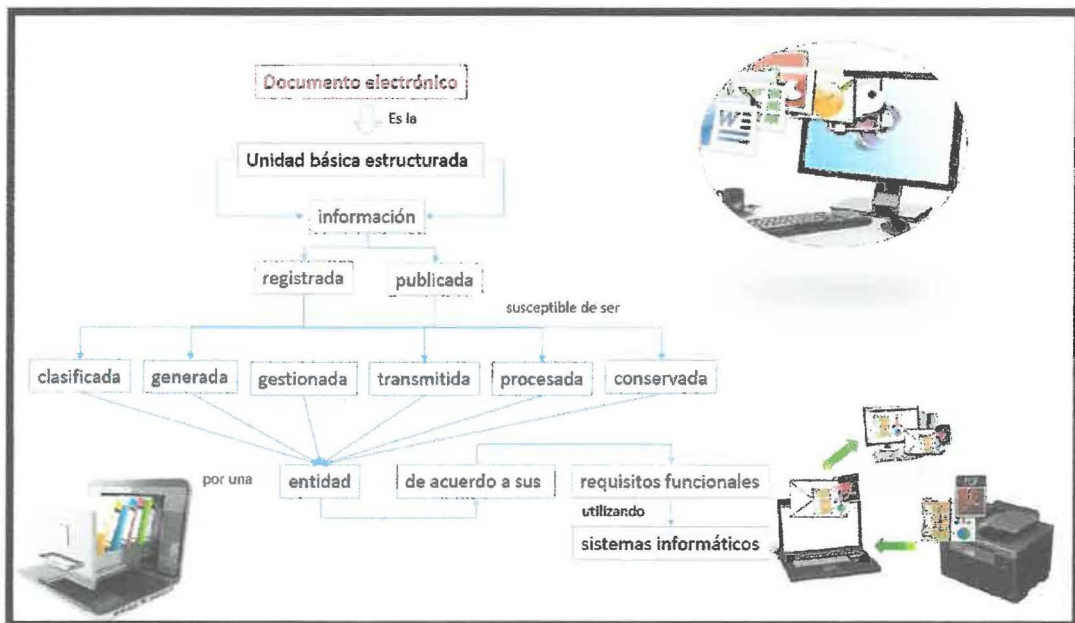 Documento electrónico
Es la
Unidad básica estructurada
información
registrada publicada
susceptible de ser
clasificada generada gestionada transmitida procesada conservada
por una entidad de acuerdo a sus requisitos funcionales
utilizando
sistemas informáticos